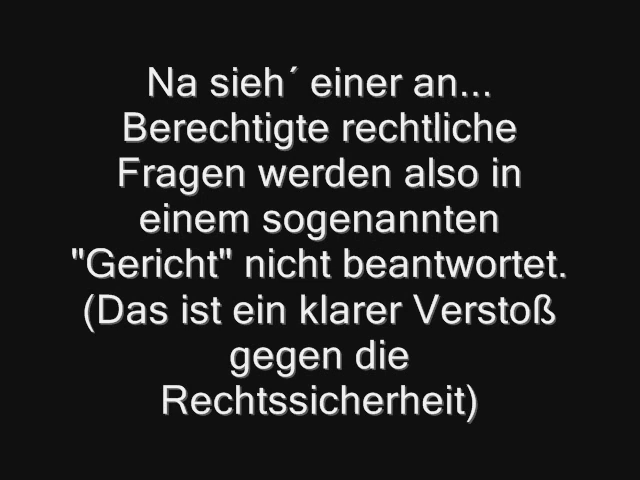 Na sieh´ einer an...
Berechtigte rechtliche
Fragen werden also in
einem sogenannten
"Gericht" nicht beantwortet.
(Das ist ein klarer Verstoß
gegen die
Rechtssicherheit)